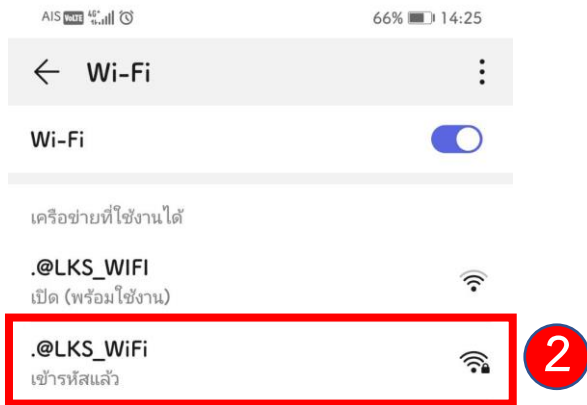 AIS VoLTE 4G+ 66% 14:25
Wi-Fi
Wi-Fi
เครือข่ายที่ใช้งานได้
.@LKS_WIFI
เปิด (พร้อมใช้งาน)
.@LKS_WiFi
เข้ารหัสแล้ว
2